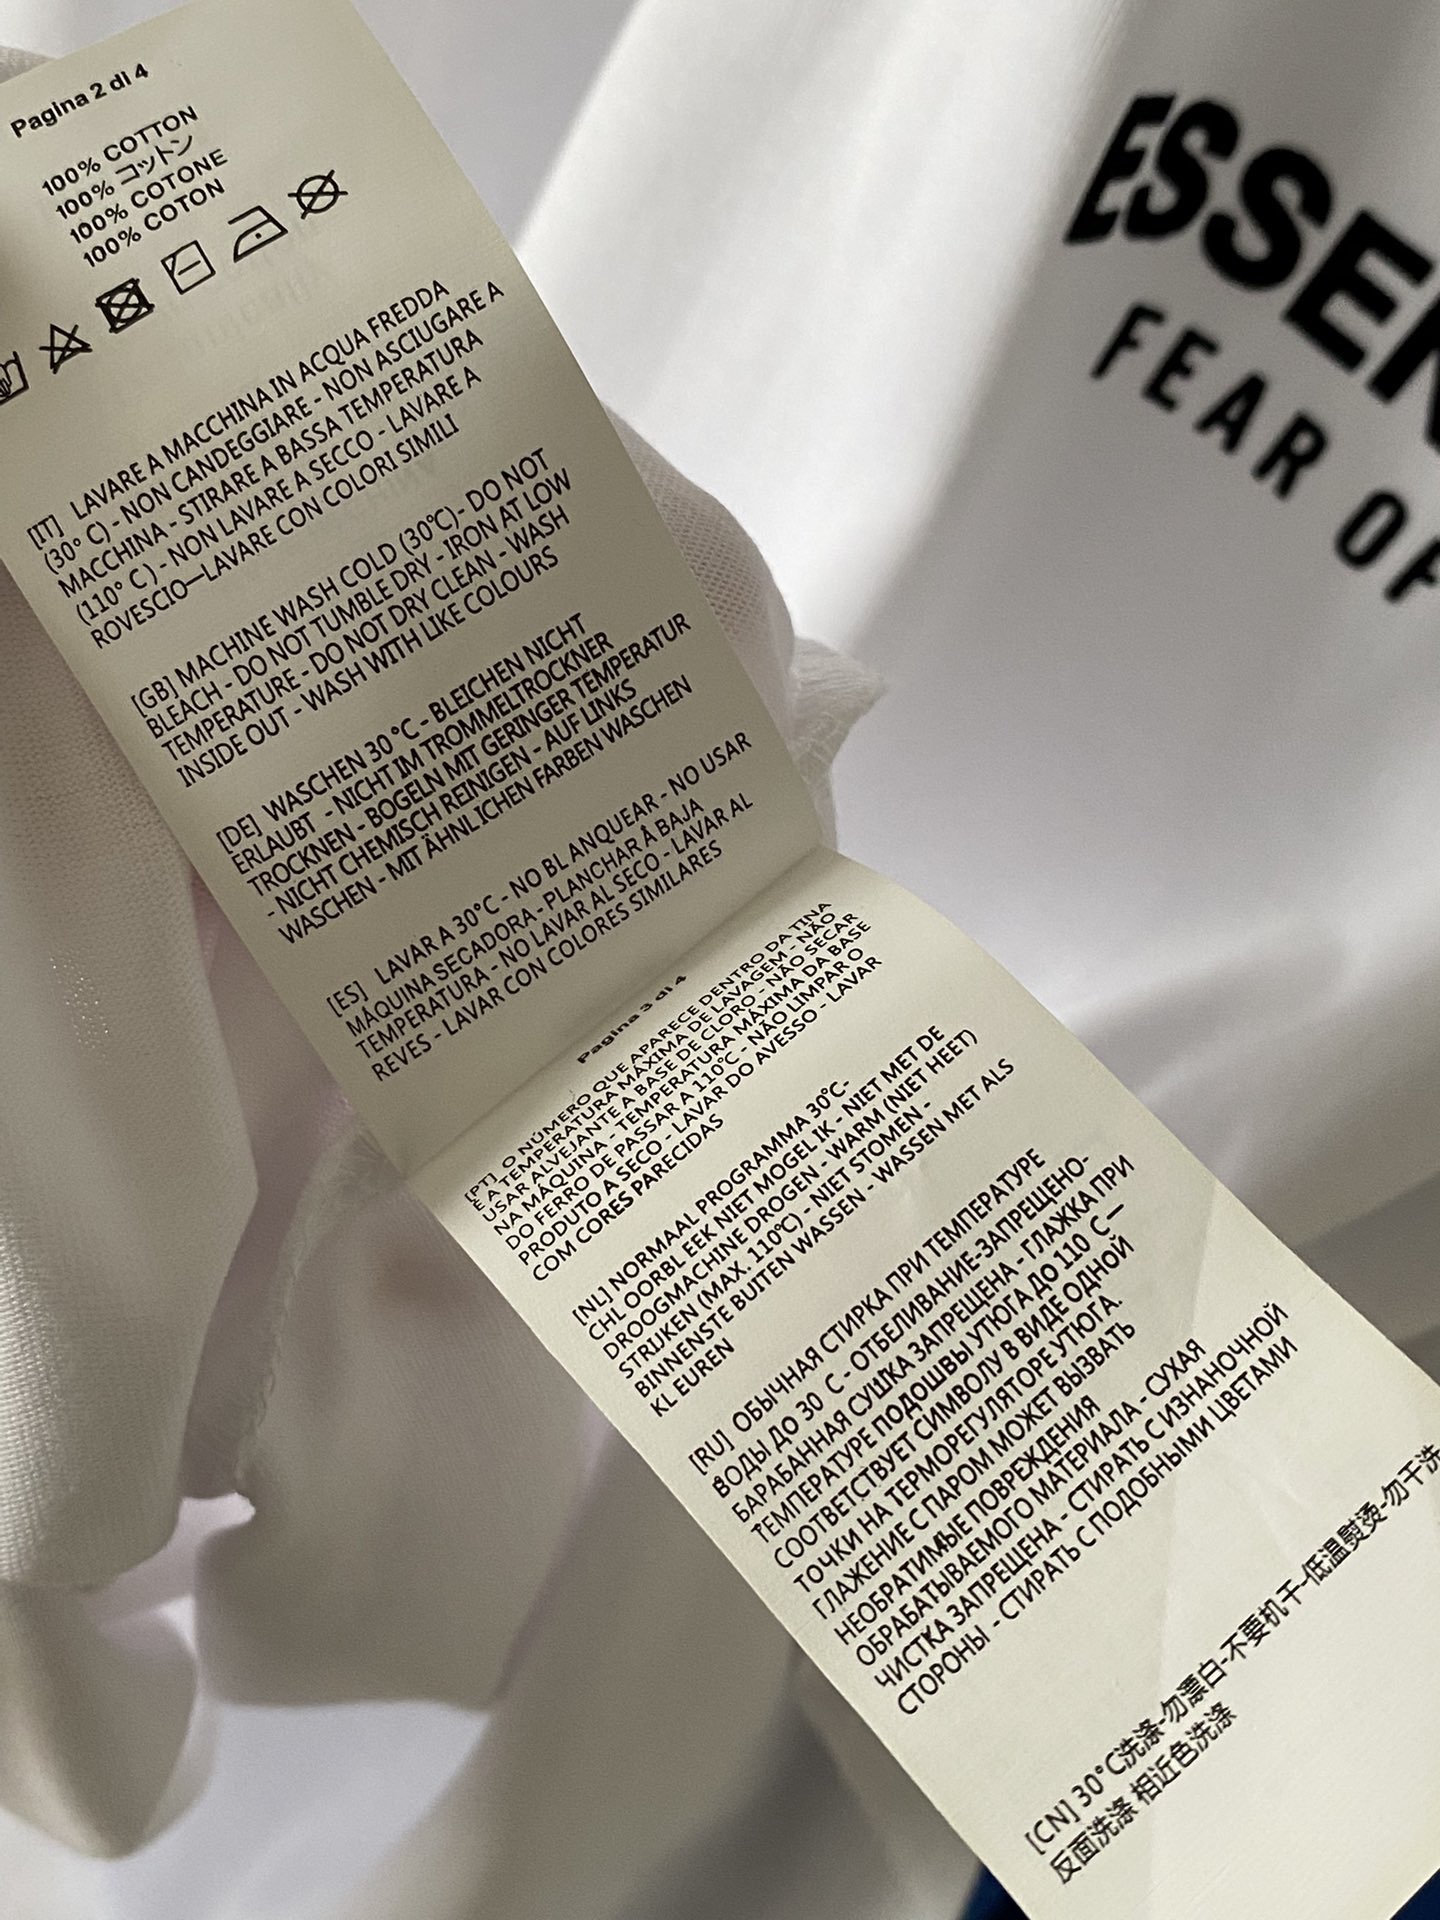 Pagina 2 di 4
100% COTTON
100% コットン
100% COTONE
100% COTON
[IT] LAVARE A MACCHINA IN ACQUA FREDDA
(30° C) - NON CANDEGGIARE - NON ASCIUGARE A
MACCHINA - STIRARE A BASSA TEMPERATURA
(110° C ) - NON LAVARE A SECCO - LAVARE A
ROVESCIO—LAVARE CON COLORI SIMILI
[GB] MACHINE WASH COLD (30℃)- DO NOT
BLEACH - DO NOT TUMBLE DRY - IRON AT LOW
TEMPERATURE - DO NOT DRY CLEAN - WASH
INSIDE OUT - WASH WITH LIKE COLOURS
[DE] WASCHEN 30 °C - BLEICHEN NICHT
ERLAUBT - NICHT IM TROMMELTROCKNER
TROCKNEN - BOGELN MIT GERINGER TEMPERATUR
- NICHT CHEMISCH REINIGEN - AUF LINKS
WASCHEN - MIT ÄHNLICHEN FARBEN WASCHEN
[ES] LAVAR A 30°C - NO BL ANQUEAR - NO USAR
MÁQUINA SECADORA - PLANCHAR À BAJA
TEMPERATURA - NO LAVAR AL SECO - LAVAR AL
REVES - LAVAR CON COLORES SIMILARES
Pagina 3 di 4
[PT] O NÚMERO QUE APARECE DENTRO DA TINA
E A TEMPERATURA MÁXIMA DE LAVAGEM - NÃO
USAR ALVEJANTE A BASE DE CLORO - NÃO SECAR
NA MÁQUINA - TEMPERATURA MÁXIMA DA BASE
DO FERRO DE PASSAR A 110℃ - NÃO LIMPAR O
PRODUTO A SECO - LAVAR DO AVESSO - LAVAR
COM CORES PARECIDAS
[NL] NORMAAL PROGRAMMA 30℃-
CHL OORBL EEK NIET MOGEL IK - NIET MET DE
DROOGMACHINE DROGEN - WARM (NIET HEET)
STRIJKEN (MAX. 110℃) - NIET STOMEN -
BINNENSTE BUITEN WASSEN - WASSEN MET ALS
KL EUREN
[RU] ОБЫЧНАЯ СТИРКА ПРИ ТЕМПЕРАТУРЕ
ВОДЫ ДО 30 С - ОТБЕЛИВАНИЕ-ЗАПРЕЩЕНО-
БАРАБАННАЯ СУШКА ЗАПРЕЩЕНА - ГЛАЖКА ПРИ
ТЕМПЕРАТУРЕ ПОДОШВЫ УТЮГА ДО 110 С—
СООТВЕТСТВУЕТ СИМВОЛУ В ВИДЕ ОДНОЙ
ТОЧКИ НА ТЕРМОРЕГУЛЯТОРЕ УТЮГА.
ГЛАЖЕНИЕ С ПАРОМ МОЖЕТ ВЫЗВАТЬ
НЕОБРАТИМЫЕ ПОВРЕЖДЕНИЯ
ОБРАБАТЫВАЕМОГО МАТЕРИАЛА - СУХАЯ
ЧИСТКА ЗАПРЕЩЕНА - СТИРАТЬ С ИЗНАНОЧНОЙ
СТОРОНЫ - СТИРАТЬ С ПОДОБНЫМИ ЦВЕТАМИ
[CN] 30°C洗涤-勿漂白-不要机干-低温熨烫-勿干洗
反面洗涤 相近色洗涤
ESSEN
FEAR OF